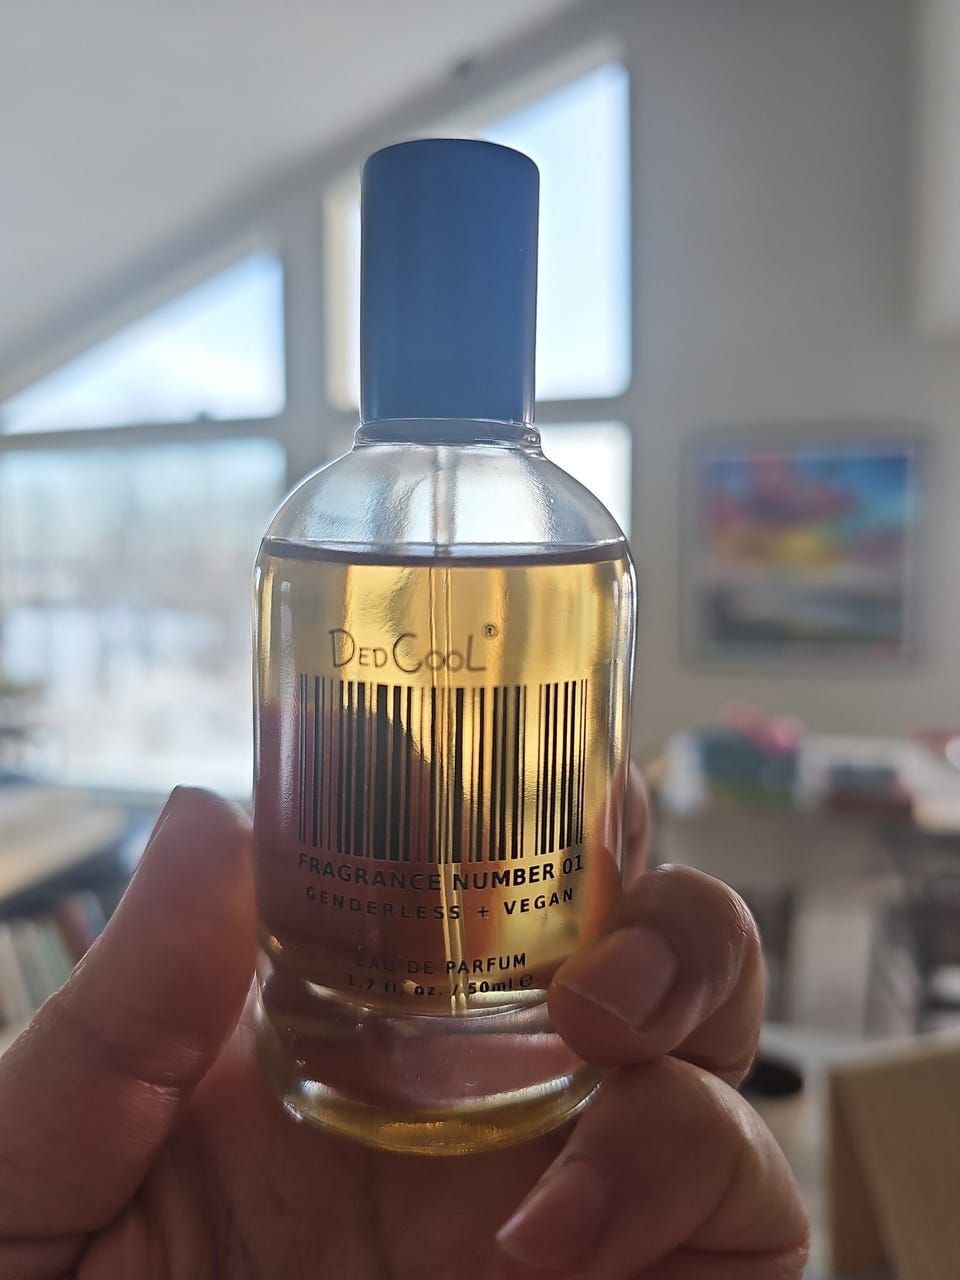 DEDCOOL®
FRAGRANCE NUMBER 01
GENDERLESS + VEGAN
EAU DE PARFUM
1.7 fl. oz. / 50ml ℮